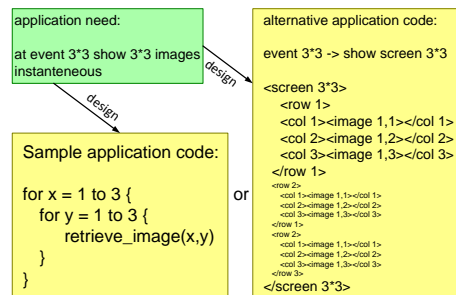 application need:
at event 3*3 show 3*3 images
instanteneous
design
design
Sample application code:
for x = 1 to 3 {
for y = 1 to 3 {
retrieve_image(x,y)
}
}
or
alternative application code:
event 3*3 -> show screen 3*3
<screen 3*3>
<row 1>
<col 1><image 1,1></col 1>
<col 2><image 1,2></col 2>
<col 3><image 1,3></col 3>
</row 1>
<row 2>
<col 1><image 1,1></col 1>
<col 2><image 1,2></col 2>
<col 3><image 1,3></col 3>
</row 1>
<row 2>
<col 1><image 1,1></col 1>
<col 2><image 1,2></col 2>
<col 3><image 1,3></col 3>
</row 3>
</screen 3*3>